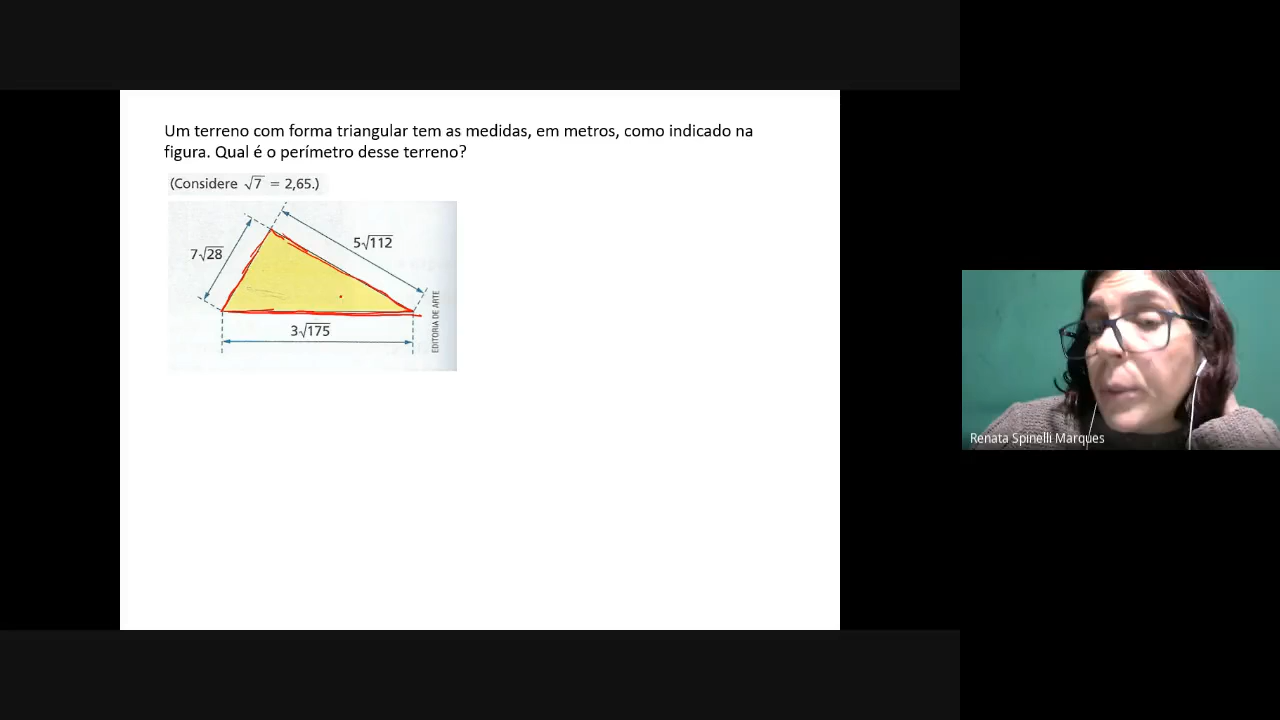 Um terreno com forma triangular tem as medidas, em metros, como indicado na
figura. Qual é o perímetro desse terreno?
(Considere √7 = 2,65.)
5√112
7√28
3√175
EDITORIA DE ARTE
Renata Spinelli Marques